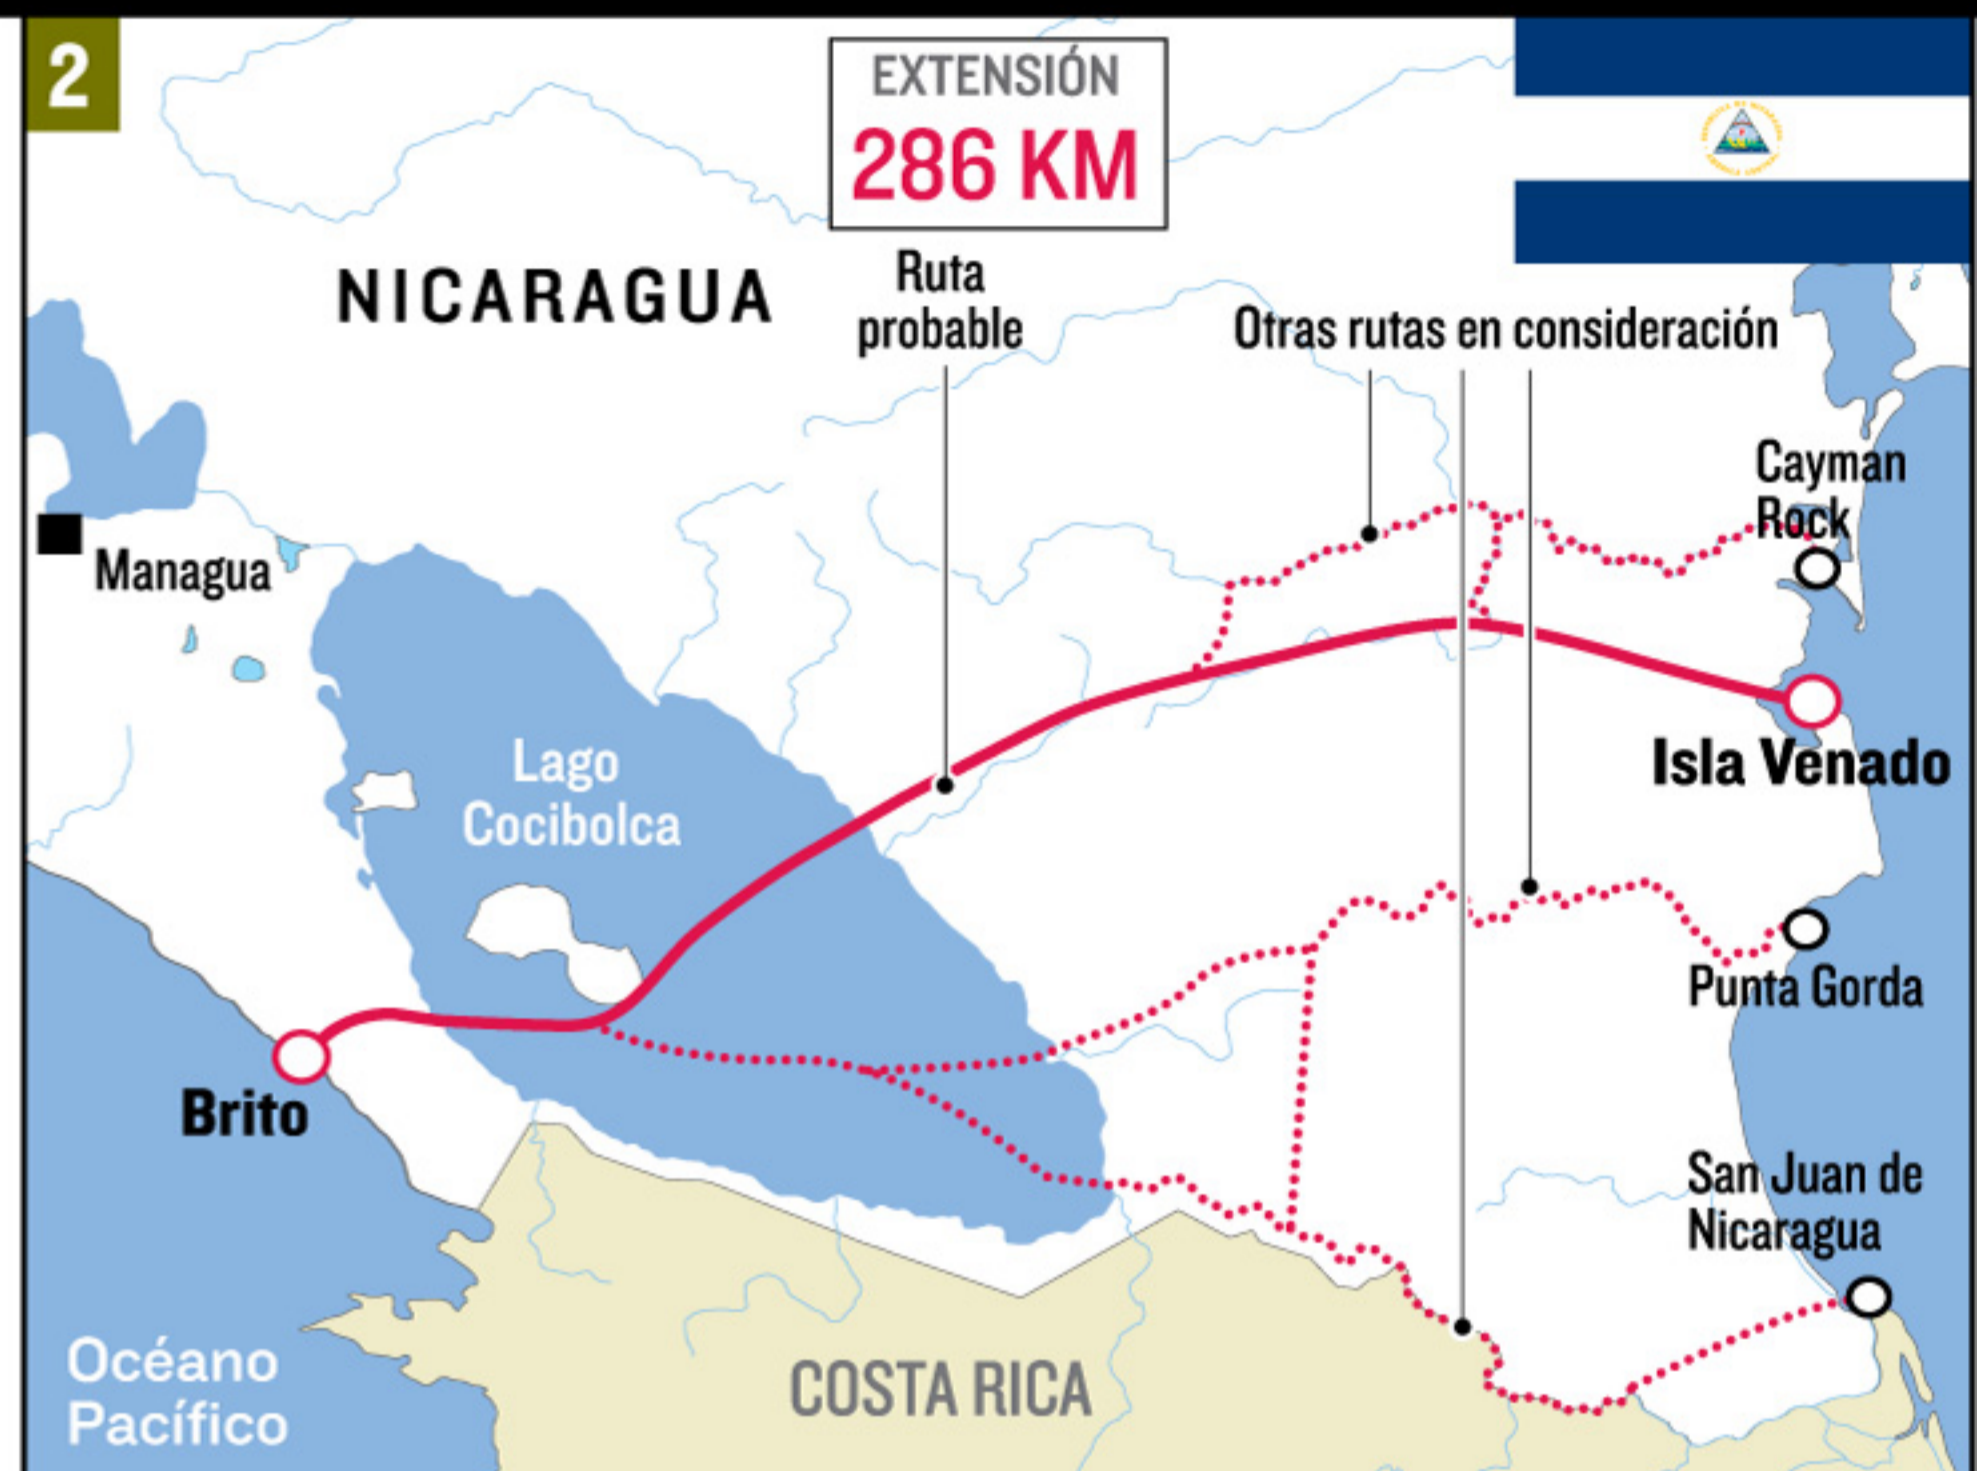 2
EXTENSIÓN
286 KM
NICARAGUA
Ruta
probable
Otras rutas en consideración
Cayman
Rock
Managua
Lago
Cocibolca
Isla Venado
Punta Gorda
Brito
San Juan de
Nicaragua
Océano
Pacífico
COSTA RICA